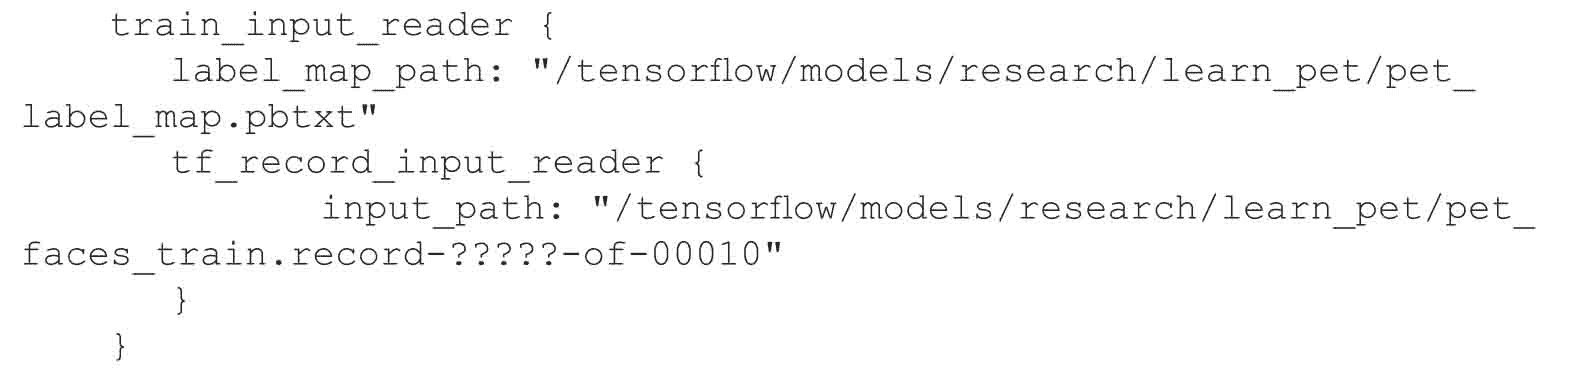 train_input_reader {
label_map_path: "/tensorflow/models/research/learn_pet/pet_
label_map.pbtxt"
tf_record_input_reader {
input_path: "/tensorflow/models/research/learn_pet/pet_
faces_train.record-?????-of-00010"
}
}